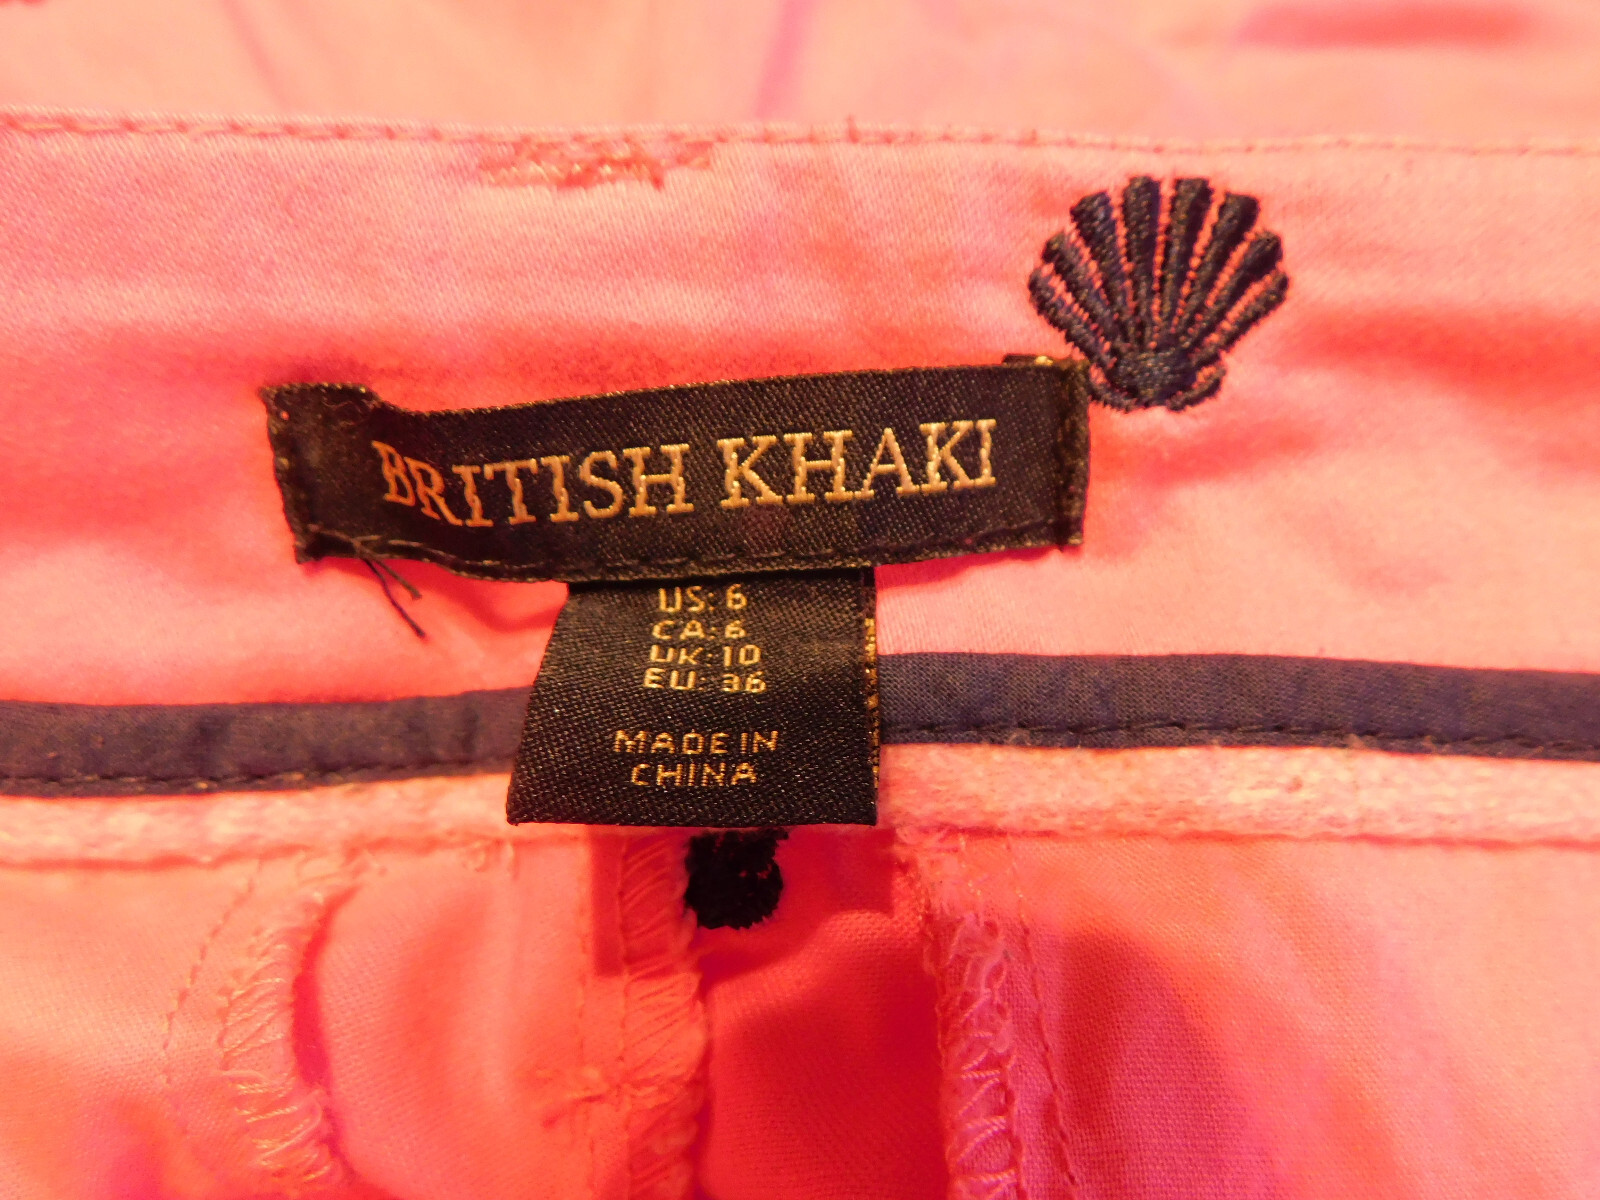 BRITISH KHAKI
US: 6
CA: 6
UK: 10
EU: 36
MADE IN
CHINA